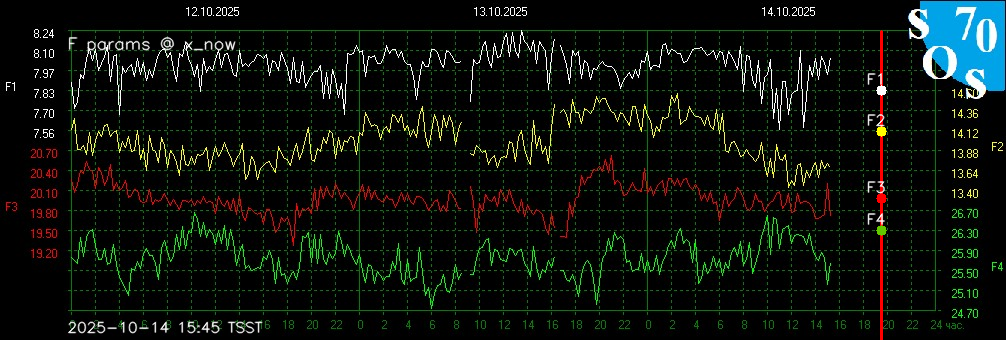 12.10.2025 13.10.2025 14.10.2025
F params @ x_now
S 70
O S
F1
8.24
8.10
7.97
7.83
7.70
7.56
F3
20.70
20.40
20.10
19.80
19.50
19.20
F1
F2
F3
F4
14.36
14.12
13.88
13.64
13.40
F2
26.70
26.30
25.90
25.50
25.10
24.70
F4
2025-10-14 15:45 TSST
16 18 20 22 0 2 4 6 8 10 12 14 16 18 20 22 0 2 4 6 8 10 12 14 16 18 20 22 24 час.